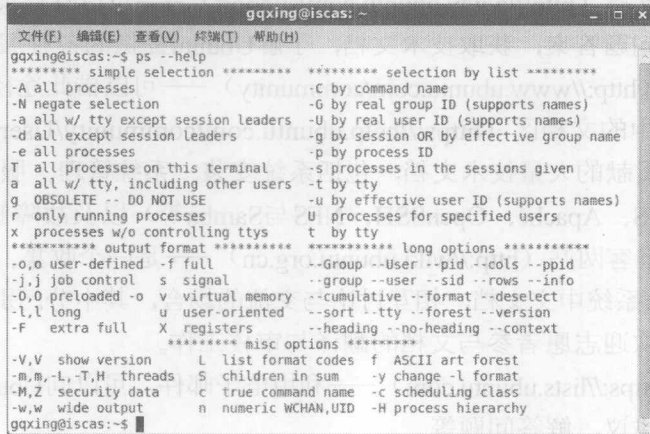 gqxing@iscas: ~
文件(F) 编辑(E) 查看(V) 终端(T) 帮助(H)
gqxing@iscas:~$ ps --help
********* simple selection ********* ********* selection by list *********
-A all processes -C by command name
-N negate selection -G by real group ID (supports names)
-a all w/ tty except session leaders -U by real user ID (supports names)
-d all except session leaders -g by session OR by effective group name
-e all processes -p by process ID
T all processes on this terminal -s processes in the sessions given
a all w/ tty, including other users -t by tty
g OBSOLETE -- DO NOT USE -u by effective user ID (supports names)
r only running processes U processes for specified users
x processes w/o controlling ttys t by tty
*********** output format ********** *********** long options ***********
-o,o user-defined -f full --Group --User --pid --cols --ppid
-j,j job control s signal --group --user --sid --rows --info
-O,O preloaded -o v virtual memory --cumulative --format --deselect
-l,l long u user-oriented --sort --tty --forest --version
-F extra full X registers --heading --no-heading --context
********* misc options *********
-V,V show version L list format codes f ASCII art forest
-m,m,-L,-T,H threads S children in sum -y change -l format
-M,Z security data c true command name -c scheduling class
-w,w wide output n numeric WCHAN,UID -H process hierarchy
gqxing@iscas:~$